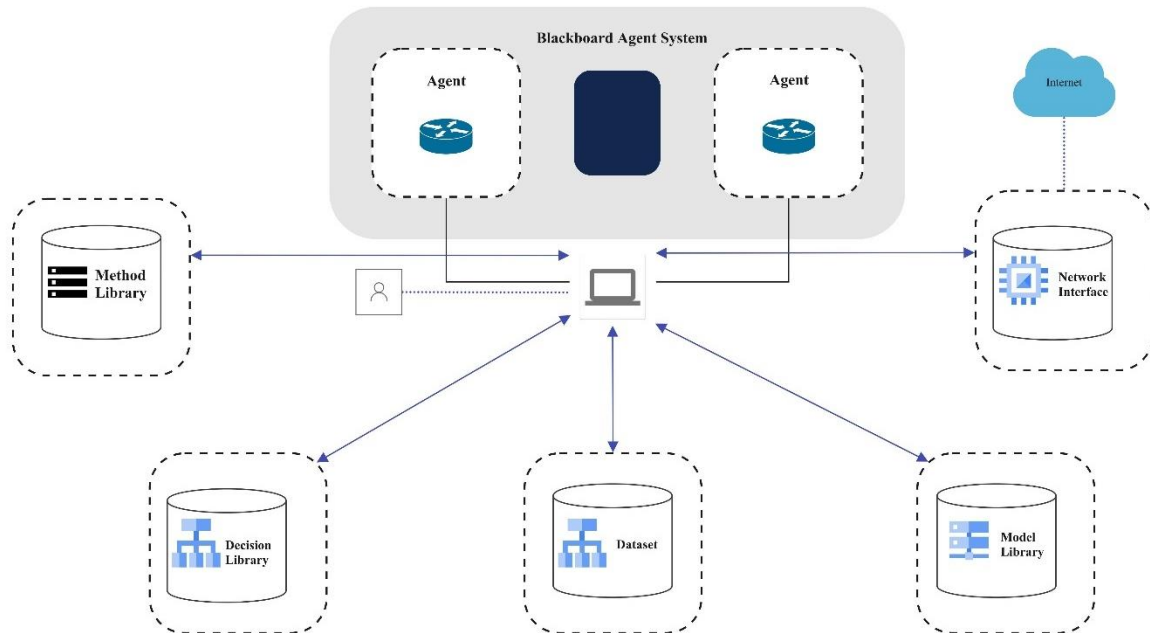 Blackboard Agent System
Agent
Agent
Internet
Method
Library
Network
Interface
Decision
Library
Dataset
Model
Library